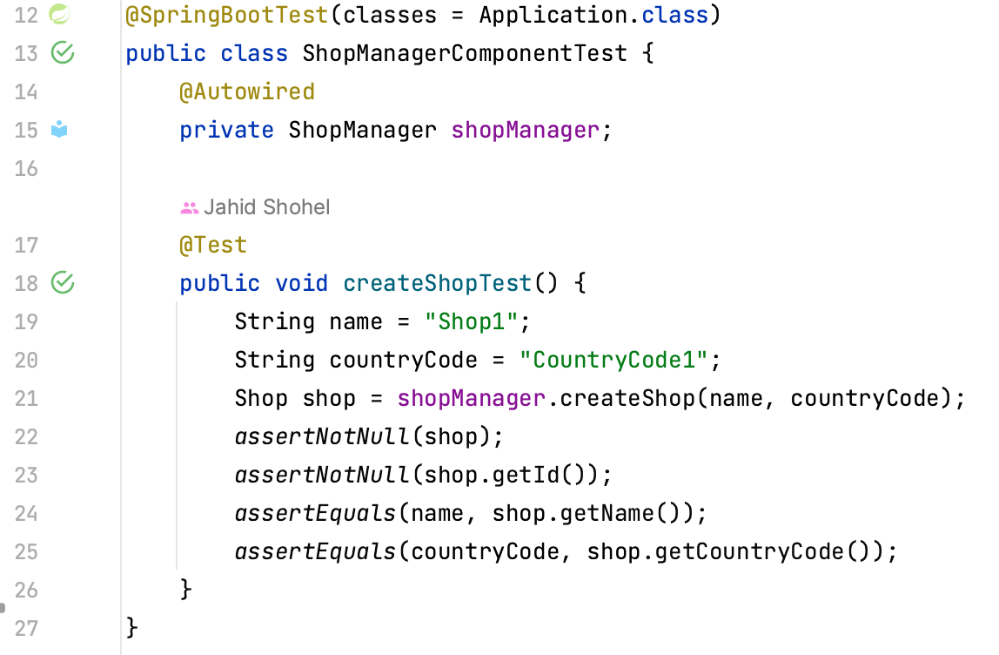 12 @SpringBootTest(classes = Application.class)
13 public class ShopManagerComponentTest {
14     @Autowired
15     private ShopManager shopManager;
16
Jahid Shohel
17     @Test
18     public void createShopTest() {
19         String name = "Shop1";
20         String countryCode = "CountryCode1";
21         Shop shop = shopManager.createShop(name, countryCode);
22         assertNotNull(shop);
23         assertNotNull(shop.getId());
24         assertEquals(name, shop.getName());
25         assertEquals(countryCode, shop.getCountryCode());
26     }
27 }